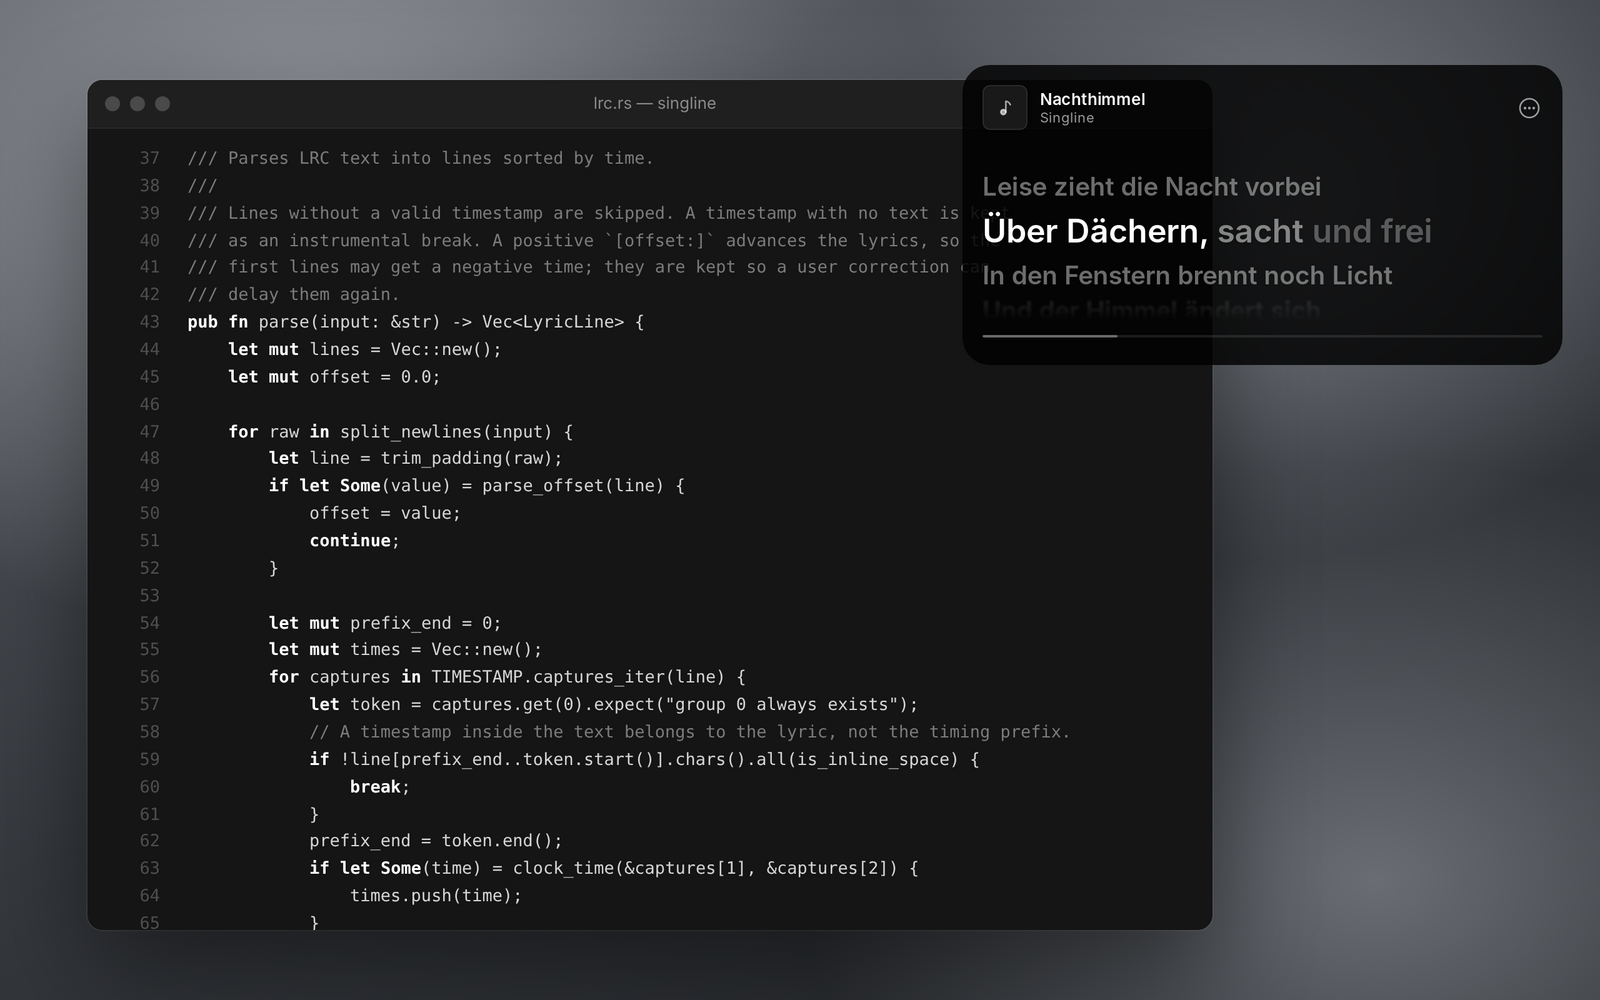 lrc.rs — singline
37 /// Parses LRC text into lines sorted by time.
38 ///
39 /// Lines without a valid timestamp are skipped. A timestamp with no text is kept
40 /// as an instrumental break. A positive `[offset:]` advances the lyrics, so
41 /// first lines may get a negative time; they are kept so a user correction can
42 /// delay them again.
43 pub fn parse(input: &str) -> Vec<LyricLine> {
44     let mut lines = Vec::new();
45     let mut offset = 0.0;
46
47     for raw in split_newlines(input) {
48         let line = trim_padding(raw);
49         if let Some(value) = parse_offset(line) {
50             offset = value;
51             continue;
52         }
53
54         let mut prefix_end = 0;
55         let mut times = Vec::new();
56         for captures in TIMESTAMP.captures_iter(line) {
57             let token = captures.get(0).expect("group 0 always exists");
58             // A timestamp inside the text belongs to the lyric, not the timing prefix.
59             if !line[prefix_end..token.start()].chars().all(is_inline_space) {
60                 break;
61             }
62             prefix_end = token.end();
63             if let Some(time) = clock_time(&captures[1], &captures[2]) {
64                 times.push(time);
65             }
Nachthimmel
Singline
Leise zieht die Nacht vorbei
Über Dächern, sacht und frei
In den Fenstern brennt noch Licht
Und der Himmel ändert sich